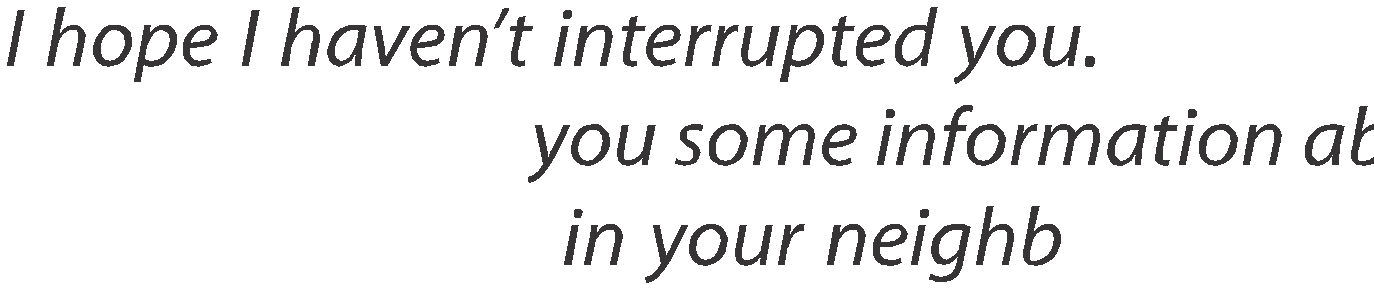 I hope I haven’t interrupted you.
you some information ab
in your neighb